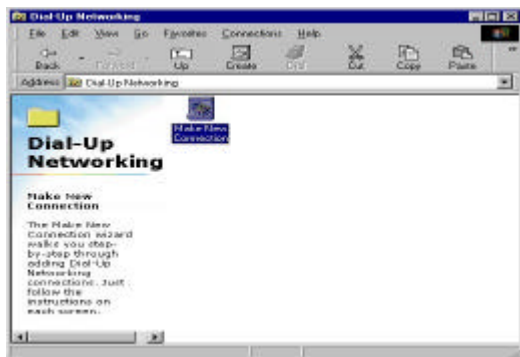 Dial-Up Networking
File Edit View Go Favorites Connections Help
Back Forward Up Create Dial Cut Copy Paste
Address Dial-Up Networking
Make New
Connection
Dial-Up
Networking
Make New
Connection
The Make New
Connection wizard
walks you step-
by-step through
adding Dial-Up
Networking
connections. Just
follow the
instructions on
each screen.